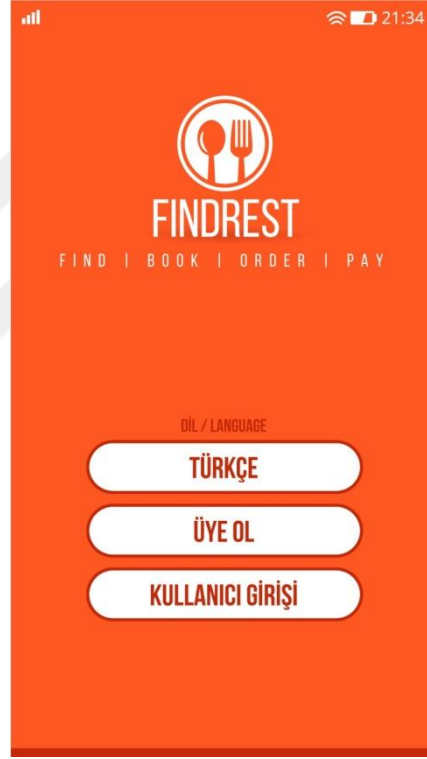 21:34
FINDREST
FIND | BOOK | ORDER | PAY
DİL / LANGUAGE
TÜRKÇE
ÜYE OL
KULLANICI GİRİŞİ